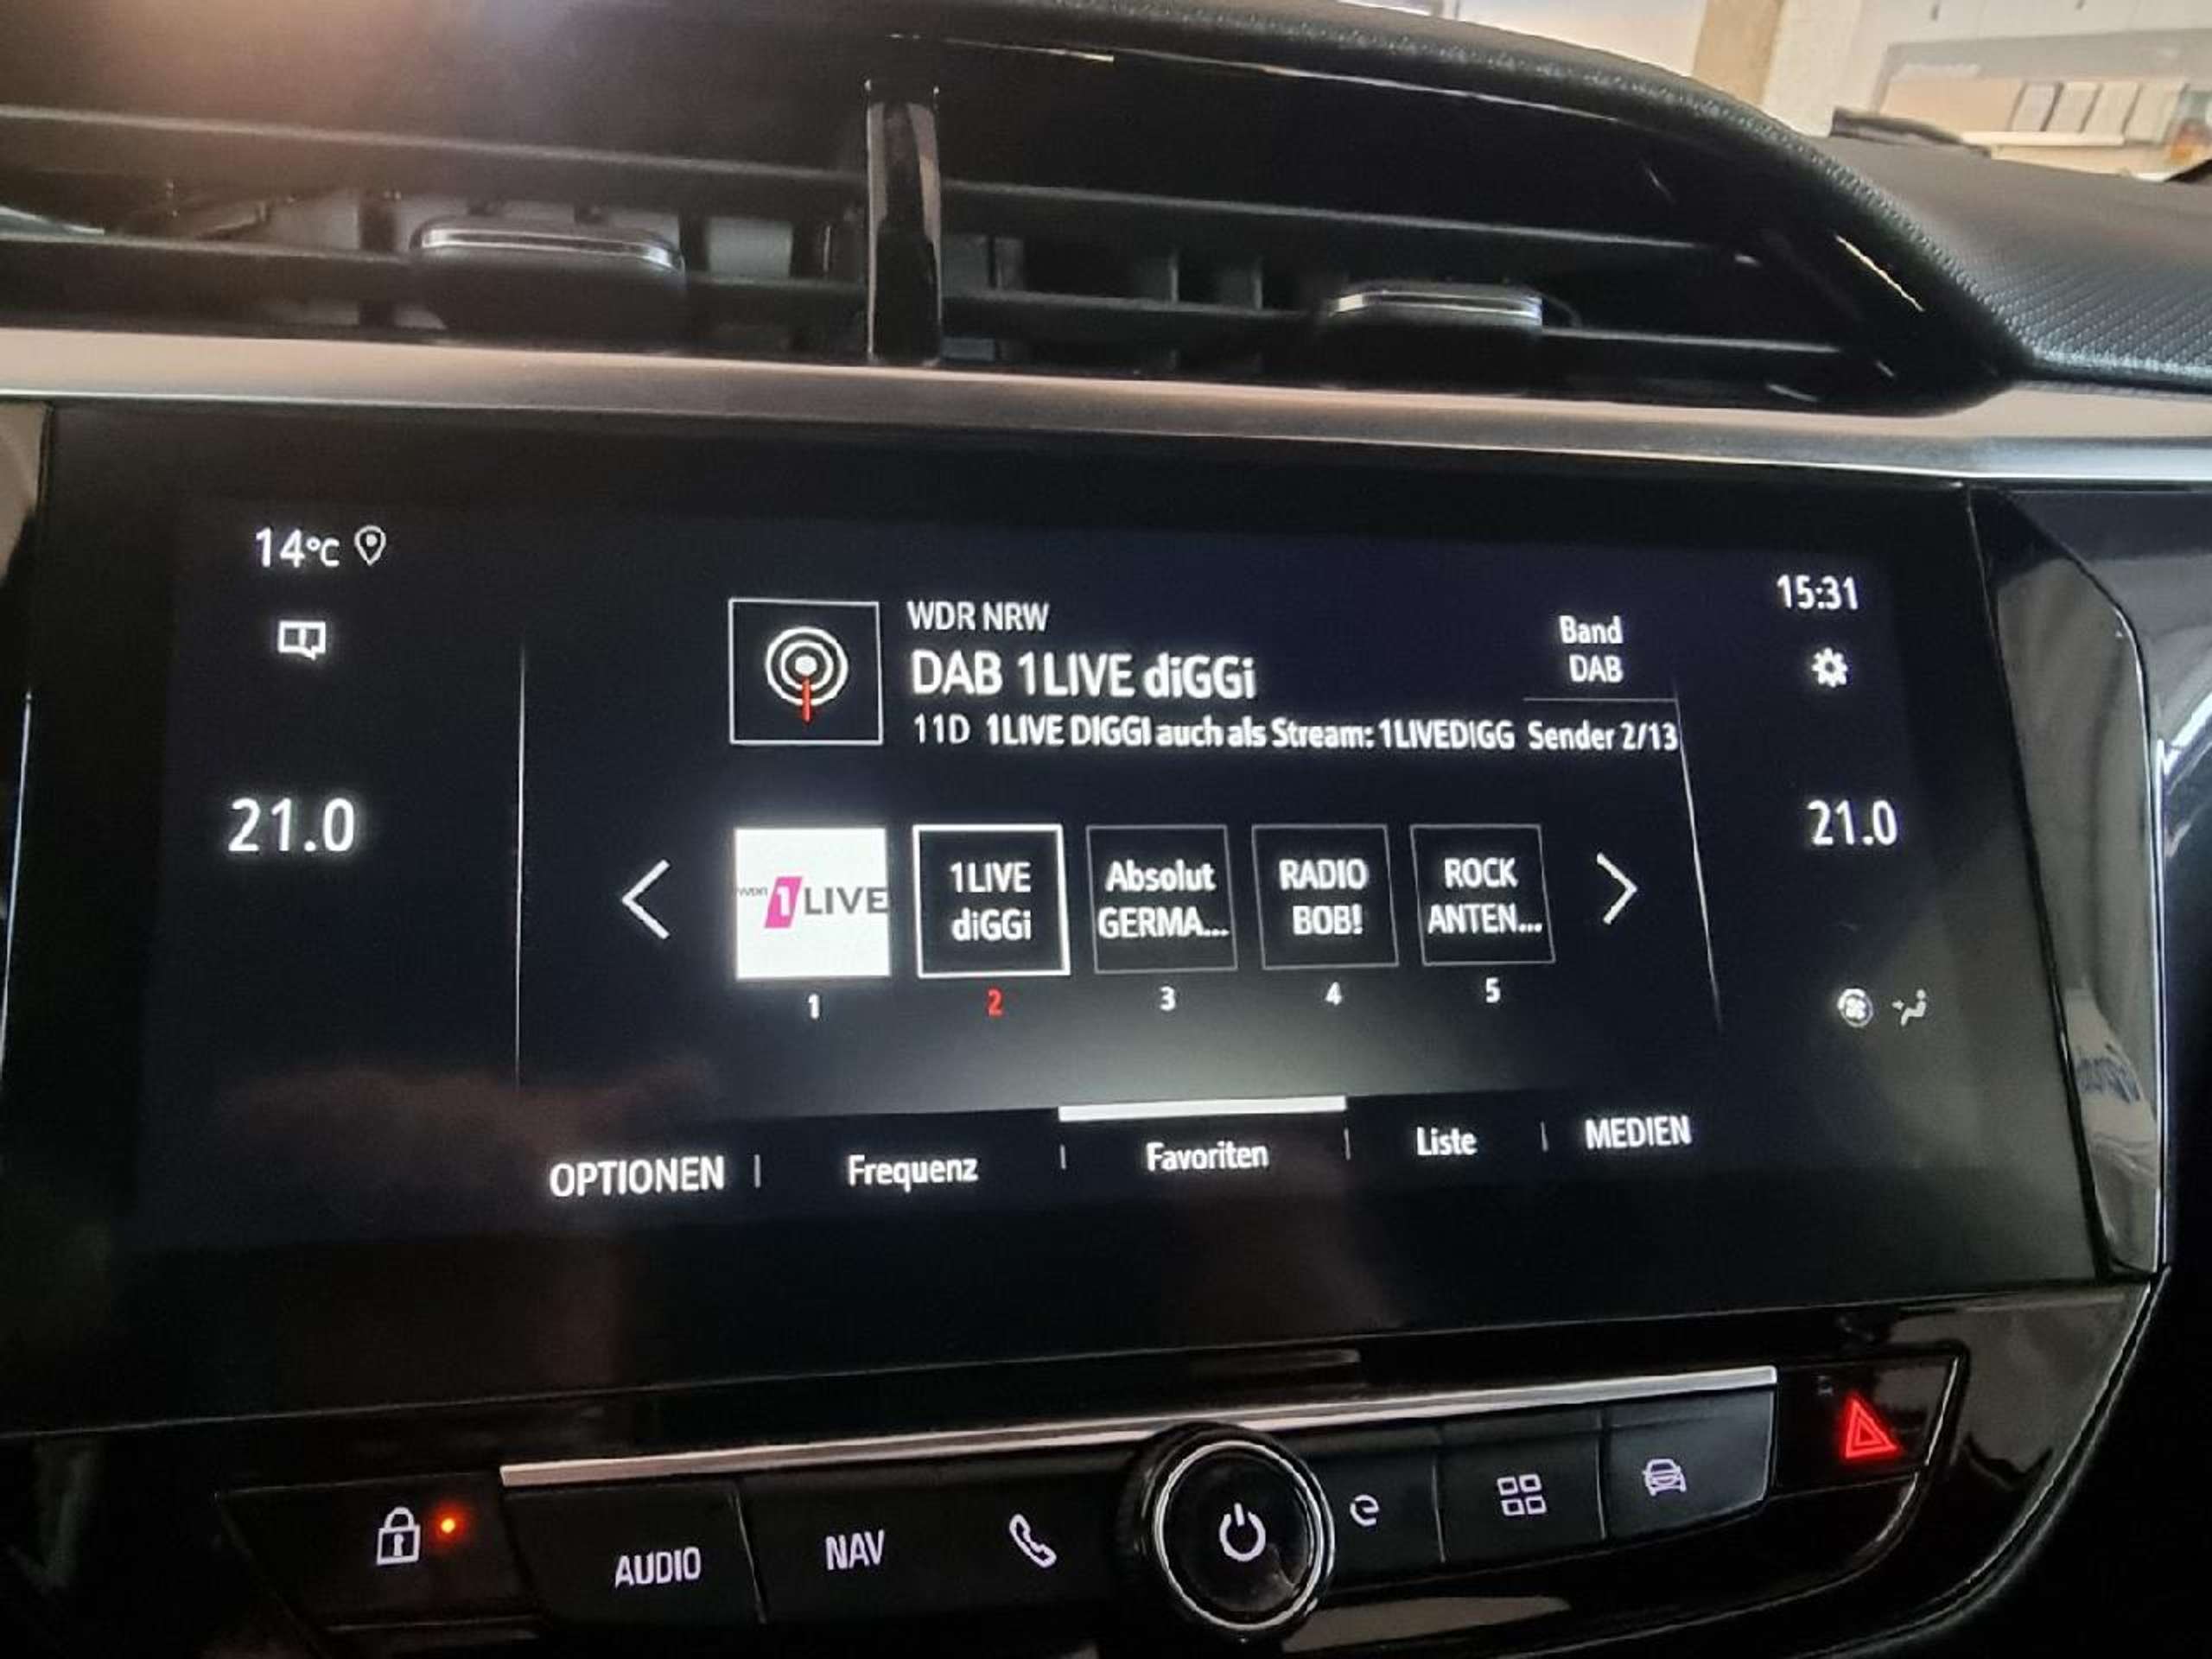 14°C
15:31
WDR NRW
DAB 1LIVE diGGi
11D 1LIVE DIGGI auch als Stream: 1LIVEDIGG
Band
DAB
Sender 2/13
21.0
21.0
WDR 1LIVE
1LIVE
diGGi
Absolut
GERMA...
RADIO
BOB!
ROCK
ANTEN...
1
2
3
4
5
OPTIONEN
Frequenz
Favoriten
Liste
MEDIEN
AUDIO
NAV